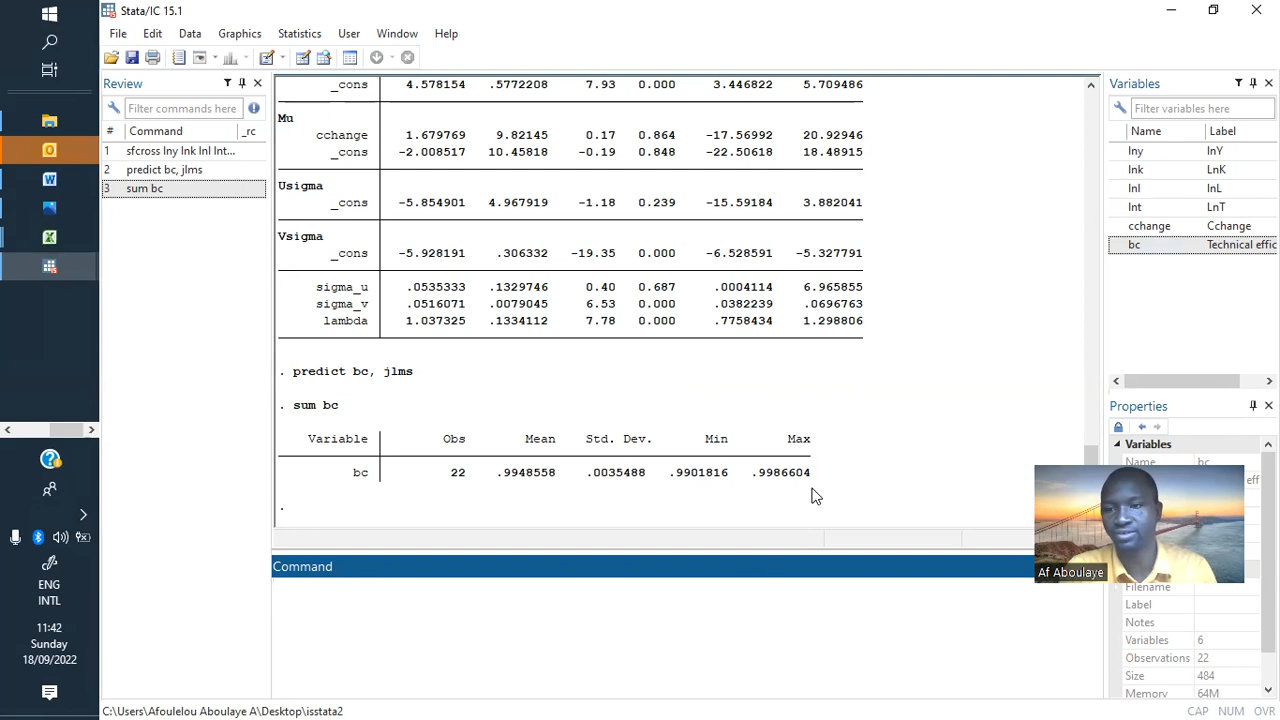 Stata/IC 15.1
File Edit Data Graphics Statistics User Window Help
Review
Filter commands here
# Command _rc
1 sfcross lny lnk lnl lnt...
2 predict bc, jlms
3 sum bc
_cons 4.578154 .5772208 7.93 0.000 3.446822 5.709486
Mu
cchange 1.679769 9.82145 0.17 0.864 -17.56992 20.92946
_cons -2.008517 10.45818 -0.19 0.848 -22.50618 18.48915
Usigma
_cons -5.854901 4.967919 -1.18 0.239 -15.59184 3.882041
Vsigma
_cons -5.928191 .306332 -19.35 0.000 -6.528591 -5.327791
sigma_u .0535333 .1329746 0.40 0.687 .0004114 6.965855
sigma_v .0516071 .0079045 6.53 0.000 .0382239 .0696763
lambda 1.037325 .1334112 7.78 0.000 .7758434 1.298806
. predict bc, jlms
. sum bc
Variable Obs Mean Std. Dev. Min Max
bc 22 .9948558 .0035488 .9901816 .9986604
.
Command
Variables
Filter variables here
Name Label
lny lnY
lnk LnK
lnl lnL
lnt LnT
cchange Cchange
bc Technical effic
Properties
Variables
Name bc
eff
Af Aboulaye
Filename
Label
Notes
Variables 6
Observations 22
Size 484
Memory 64M
ENG
INTL
11:42
Sunday
18/09/2022
C:\Users\Afoulelou Aboulaye A\Desktop\isstata2
CAP NUM OVR